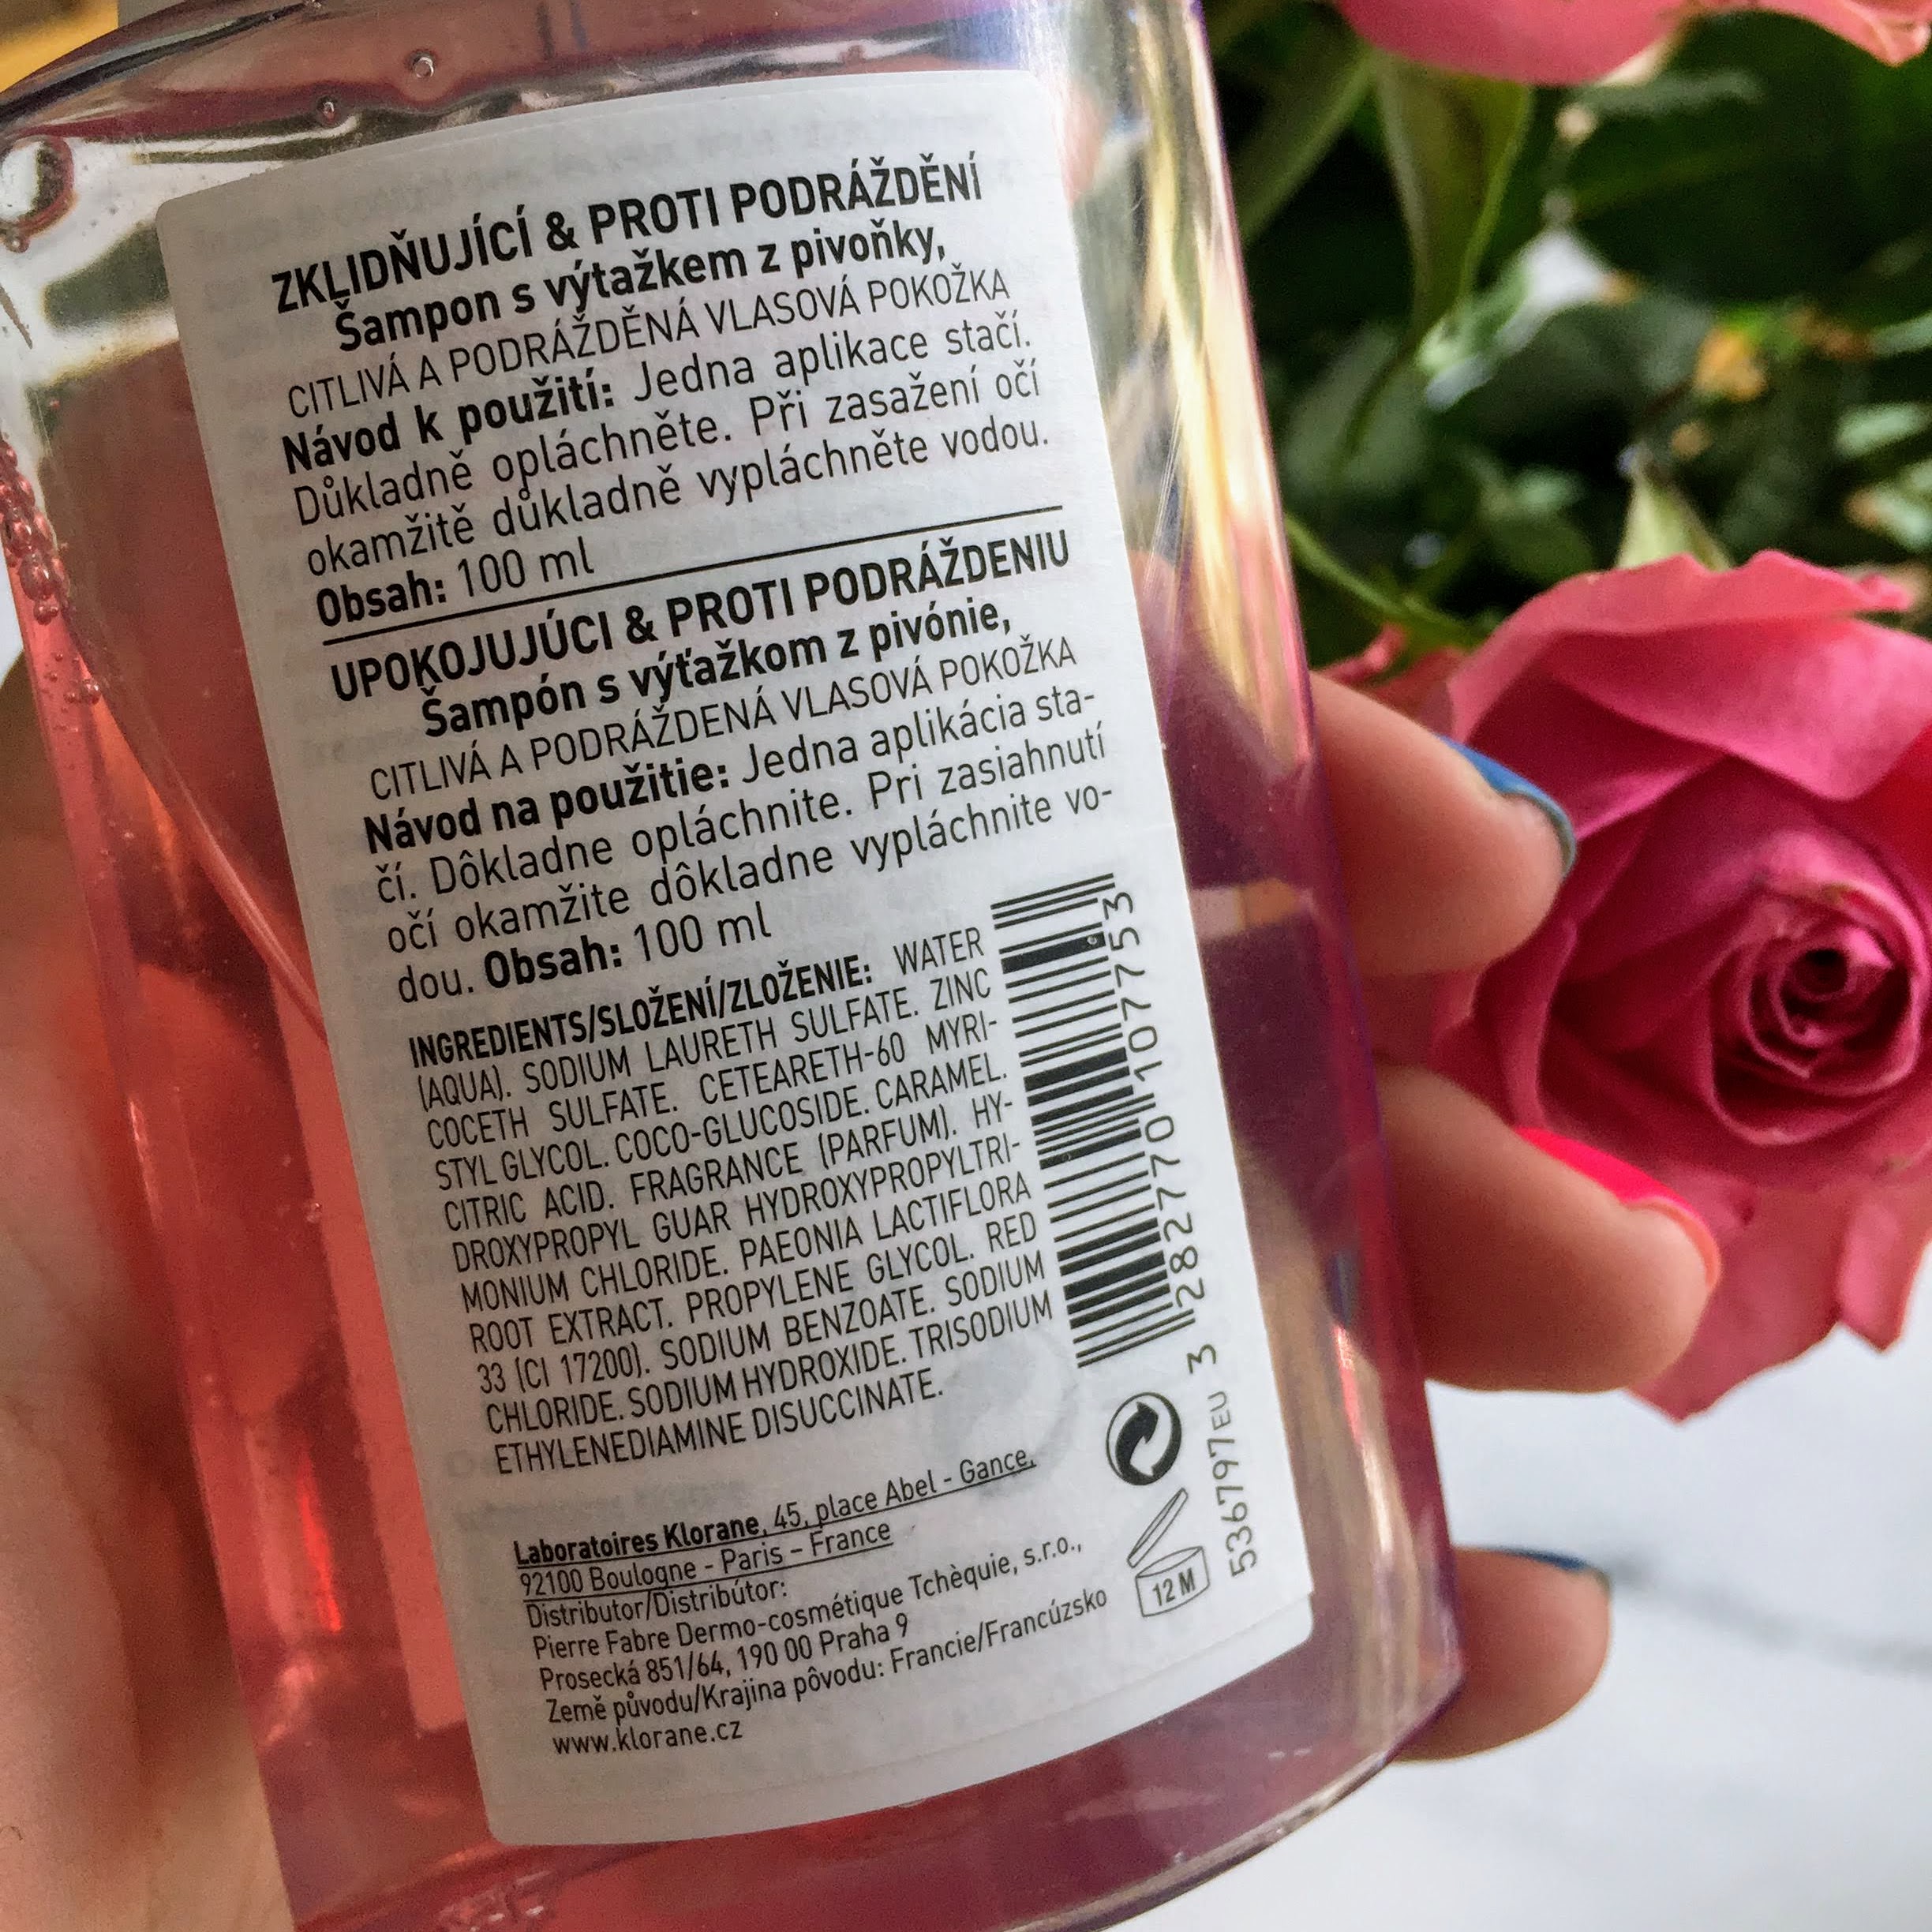 ZKLIDŇUJÍCÍ & PROTI PODRÁŽDĚNÍ
Šampon s výtažkem z pivoňky,
CITLIVÁ A PODRÁŽDĚNÁ VLASOVÁ POKOŽKA
Návod k použití: Jedna aplikace stačí.
Důkladně opláchněte. Při zasažení očí
okamžitě důkladně vypláchněte vodou.
Obsah: 100 ml
UPOKOJUJÚCI & PROTI PODRÁŽDENIU
Šampón s výťažkom z pivónie,
CITLIVÁ A PODRÁŽDENÁ VLASOVÁ POKOŽKA
Návod na použitie: Jedna aplikácia sta-
čí. Dôkladne opláchnite. Pri zasiahnutí
očí okamžite dôkladne vypláchnite vo-
dou. Obsah: 100 ml
INGREDIENTS/SLOŽENÍ/ZLOŽENIE: WATER
(AQUA). SODIUM LAURETH SULFATE. ZINC
COCETH SULFATE. CETEARETH-60 MYRI-
STYL GLYCOL. COCO-GLUCOSIDE. CARAMEL.
CITRIC ACID. FRAGRANCE (PARFUM). HY-
DROXYPROPYL GUAR HYDROXYPROPYLTRI-
MONIUM CHLORIDE. PAEONIA LACTIFLORA
ROOT EXTRACT. PROPYLENE GLYCOL. RED
33 (CI 17200). SODIUM BENZOATE. SODIUM
CHLORIDE. SODIUM HYDROXIDE. TRISODIUM
ETHYLENEDIAMINE DISUCCINATE.
Laboratoires Klorane, 45, place Abel - Gance,
92100 Boulogne - Paris - France
Distributor/Distribútor:
Pierre Fabre Dermo-cosmétique Tchèquie, s.r.o.,
Prosecká 851/64, 190 00 Praha 9
Země původu/Krajina pôvodu: Francie/Francúzsko
www.klorane.cz
3 282770 107753
12 M
536797EU